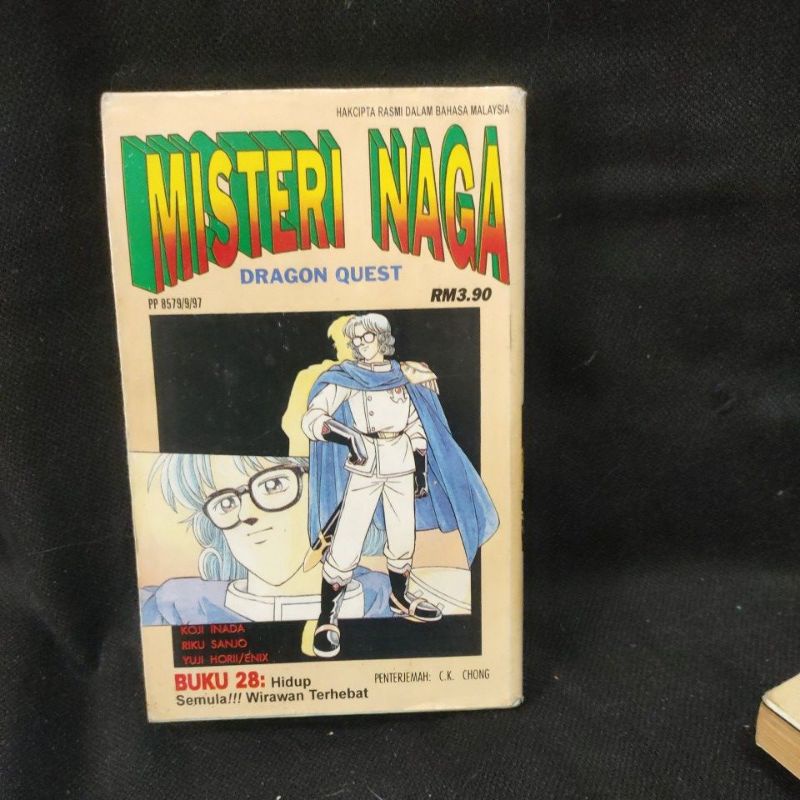 HAKCIPTA RASMI DALAM BAHASA MALAYSIA
MISTERI NAGA
DRAGON QUEST
PP 8579/9/97
RM3.90
KOJI INADA
RIKU SANJO
YUJI HORII/ENIX
BUKU 28: Hidup
Semula!!! Wirawan Terhebat
PENTERJEMAH: C.K. CHONG